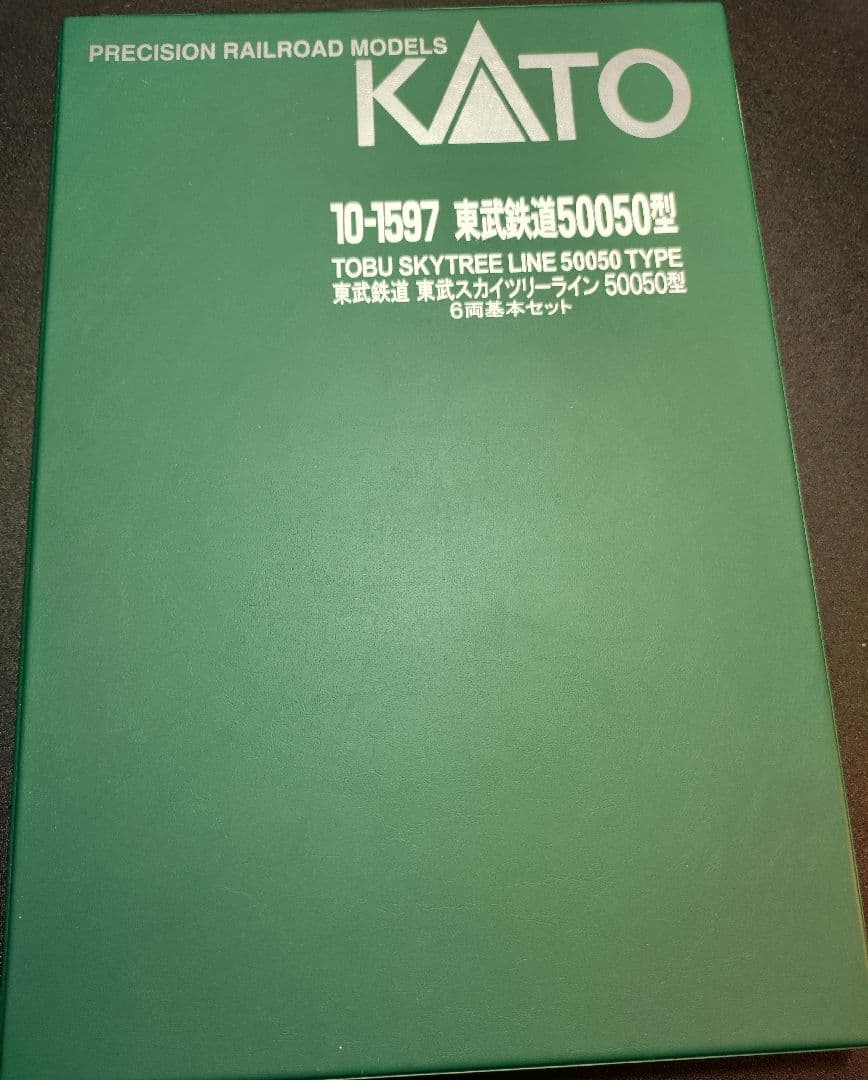 PRECISION RAILROAD MODELS
KATO
10-1597 東武鉄道50050型
TOBU SKYTREE LINE 50050 TYPE
東武鉄道 東武スカイツリーライン 50050型
6両基本セット